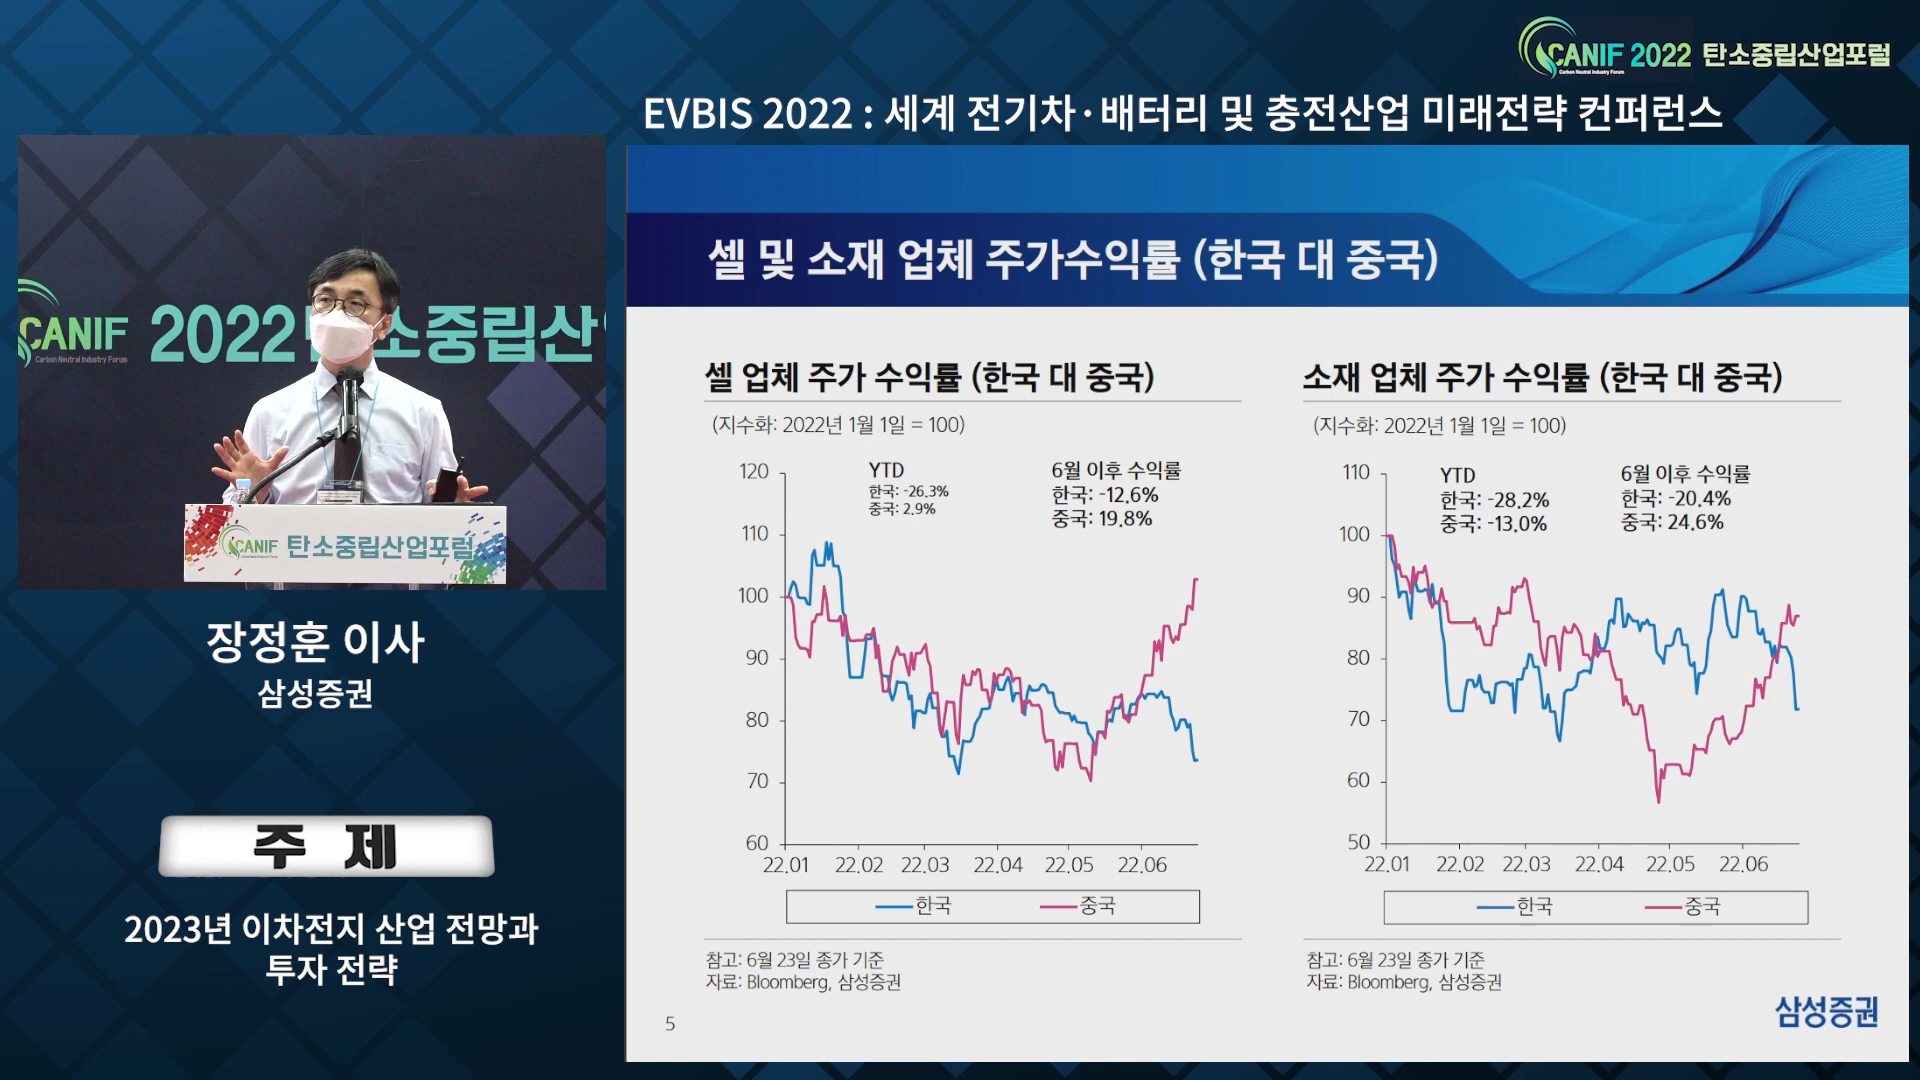 CANIF 2022 탄소중립산업포럼
Carbon Neutral Industry Forum
EVBIS 2022 : 세계 전기차·배터리 및 충전산업 미래전략 컨퍼런스
CANIF 2022 탄소중립산
Carbon Neutral Industry Forum
CANIF 탄소중립산업포럼
장정훈 이사
삼성증권
주 제
2023년 이차전지 산업 전망과
투자 전략
셀 및 소재 업체 주가수익률 (한국 대 중국)
셀 업체 주가 수익률 (한국 대 중국)
(지수화: 2022년 1월 1일 = 100)
YTD
한국: -26.3%
중국: 2.9%
6월 이후 수익률
한국: -12.6%
중국: 19.8%
120
110
100
90
80
70
60
22.01 22.02 22.03 22.04 22.05 22.06
한국 중국
참고: 6월 23일 종가 기준
자료: Bloomberg, 삼성증권
소재 업체 주가 수익률 (한국 대 중국)
(지수화: 2022년 1월 1일 = 100)
YTD
한국: -28.2%
중국: -13.0%
6월 이후 수익률
한국: -20.4%
중국: 24.6%
110
100
90
80
70
60
50
22.01 22.02 22.03 22.04 22.05 22.06
한국 중국
참고: 6월 23일 종가 기준
자료: Bloomberg, 삼성증권
5
삼성증권